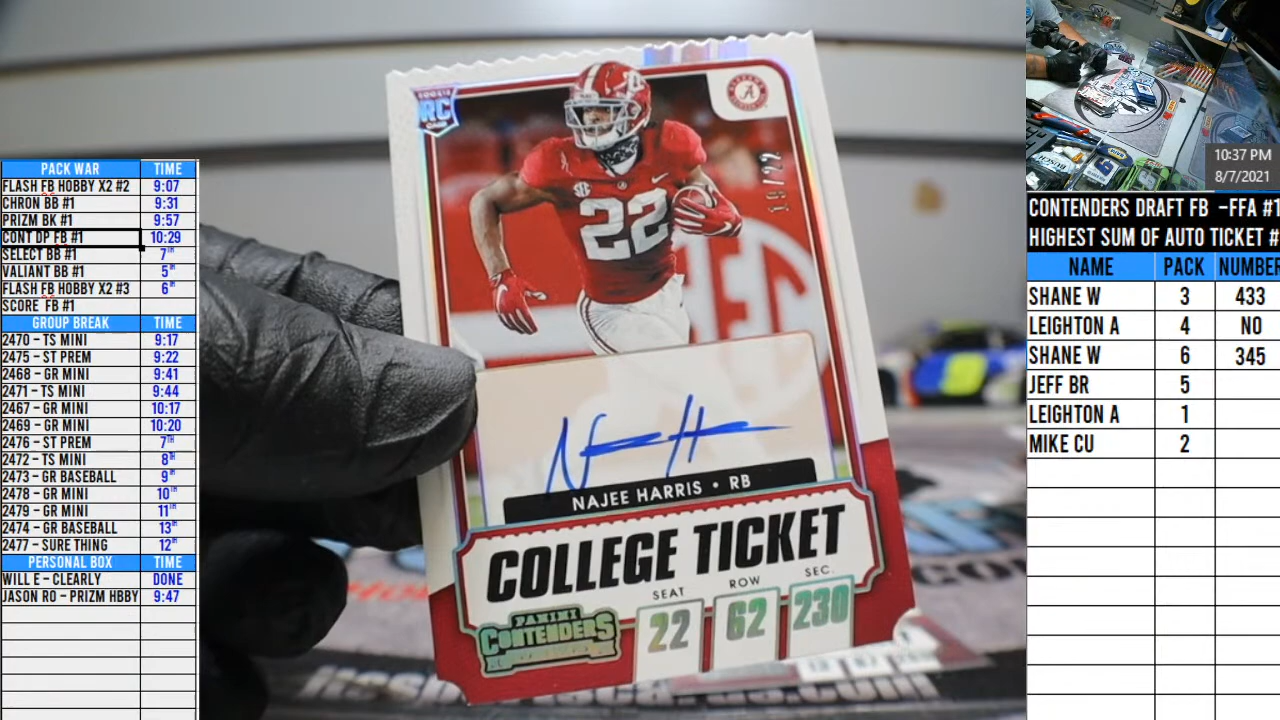 PACK WAR TIME
FLASH FB HOBBY X2 #2 9:07
CHRON BB #1 9:31
PRIZM BK #1 9:57
CONT DP FB #1 10:29
SELECT BB #1 7TH
VALIANT BB #1 5TH
FLASH FB HOBBY X2 #3 6TH
SCORE FB #1
GROUP BREAK TIME
2470 – TS MINI 9:17
2475 – ST PREM 9:22
2468 – GR MINI 9:41
2471 – TS MINI 9:44
2467 – GR MINI 10:17
2469 – GR MINI 10:20
2476 – ST PREM 7TH
2472 – TS MINI 8TH
2473 – GR BASEBALL 9TH
2478 – GR MINI 10TH
2479 – GR MINI 11TH
2474 – GR BASEBALL 13TH
2477 – SURE THING 12TH
PERSONAL BOX TIME
WILL E – CLEARLY DONE
JASON RO – PRIZM HBBY 9:47
RC
A
SEC
22
NAJEE HARRIS • RB
COLLEGE TICKET
SEAT ROW SEC.
22 62 230
PANINI
CONTENDERS
10:37 PM
8/7/2021
CONTENDERS DRAFT FB –FFA #1
HIGHEST SUM OF AUTO TICKET #
NAME PACK NUMBER
SHANE W 3 433
LEIGHTON A 4 NO
SHANE W 6 345
JEFF BR 5
LEIGHTON A 1
MIKE CU 2